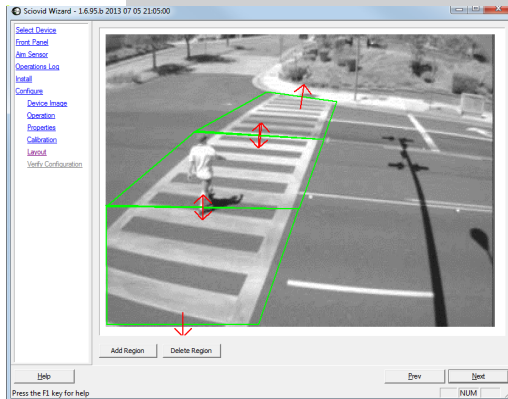 Sciovid Wizard - 1.6.95.b 2013 07 05 21:05:00
Select Device
Front Panel
Aim Sensor
Operations Log
Install
Configure
Device Image
Operation
Properties
Calibration
Layout
Verify Configuration
Add Region
Delete Region
Help
Prev
Next
Press the F1 key for help
NUM